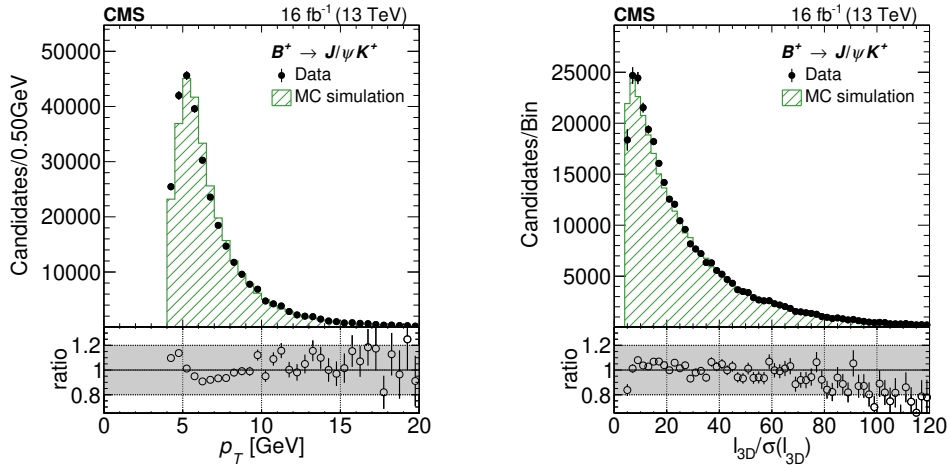 CMS 16 fb⁻¹ (13 TeV)
B⁺ → J/ψ K⁺
Data
MC simulation
Candidates/0.50GeV
50000
40000
30000
20000
10000
ratio
1.2
1
0.8
0 5 10 15 20
p_T [GeV]
CMS 16 fb⁻¹ (13 TeV)
B⁺ → J/ψ K⁺
Data
MC simulation
Candidates/Bin
25000
20000
15000
10000
5000
ratio
1.2
1
0.8
0 20 40 60 80 100 120
l_3D/σ(l_3D)